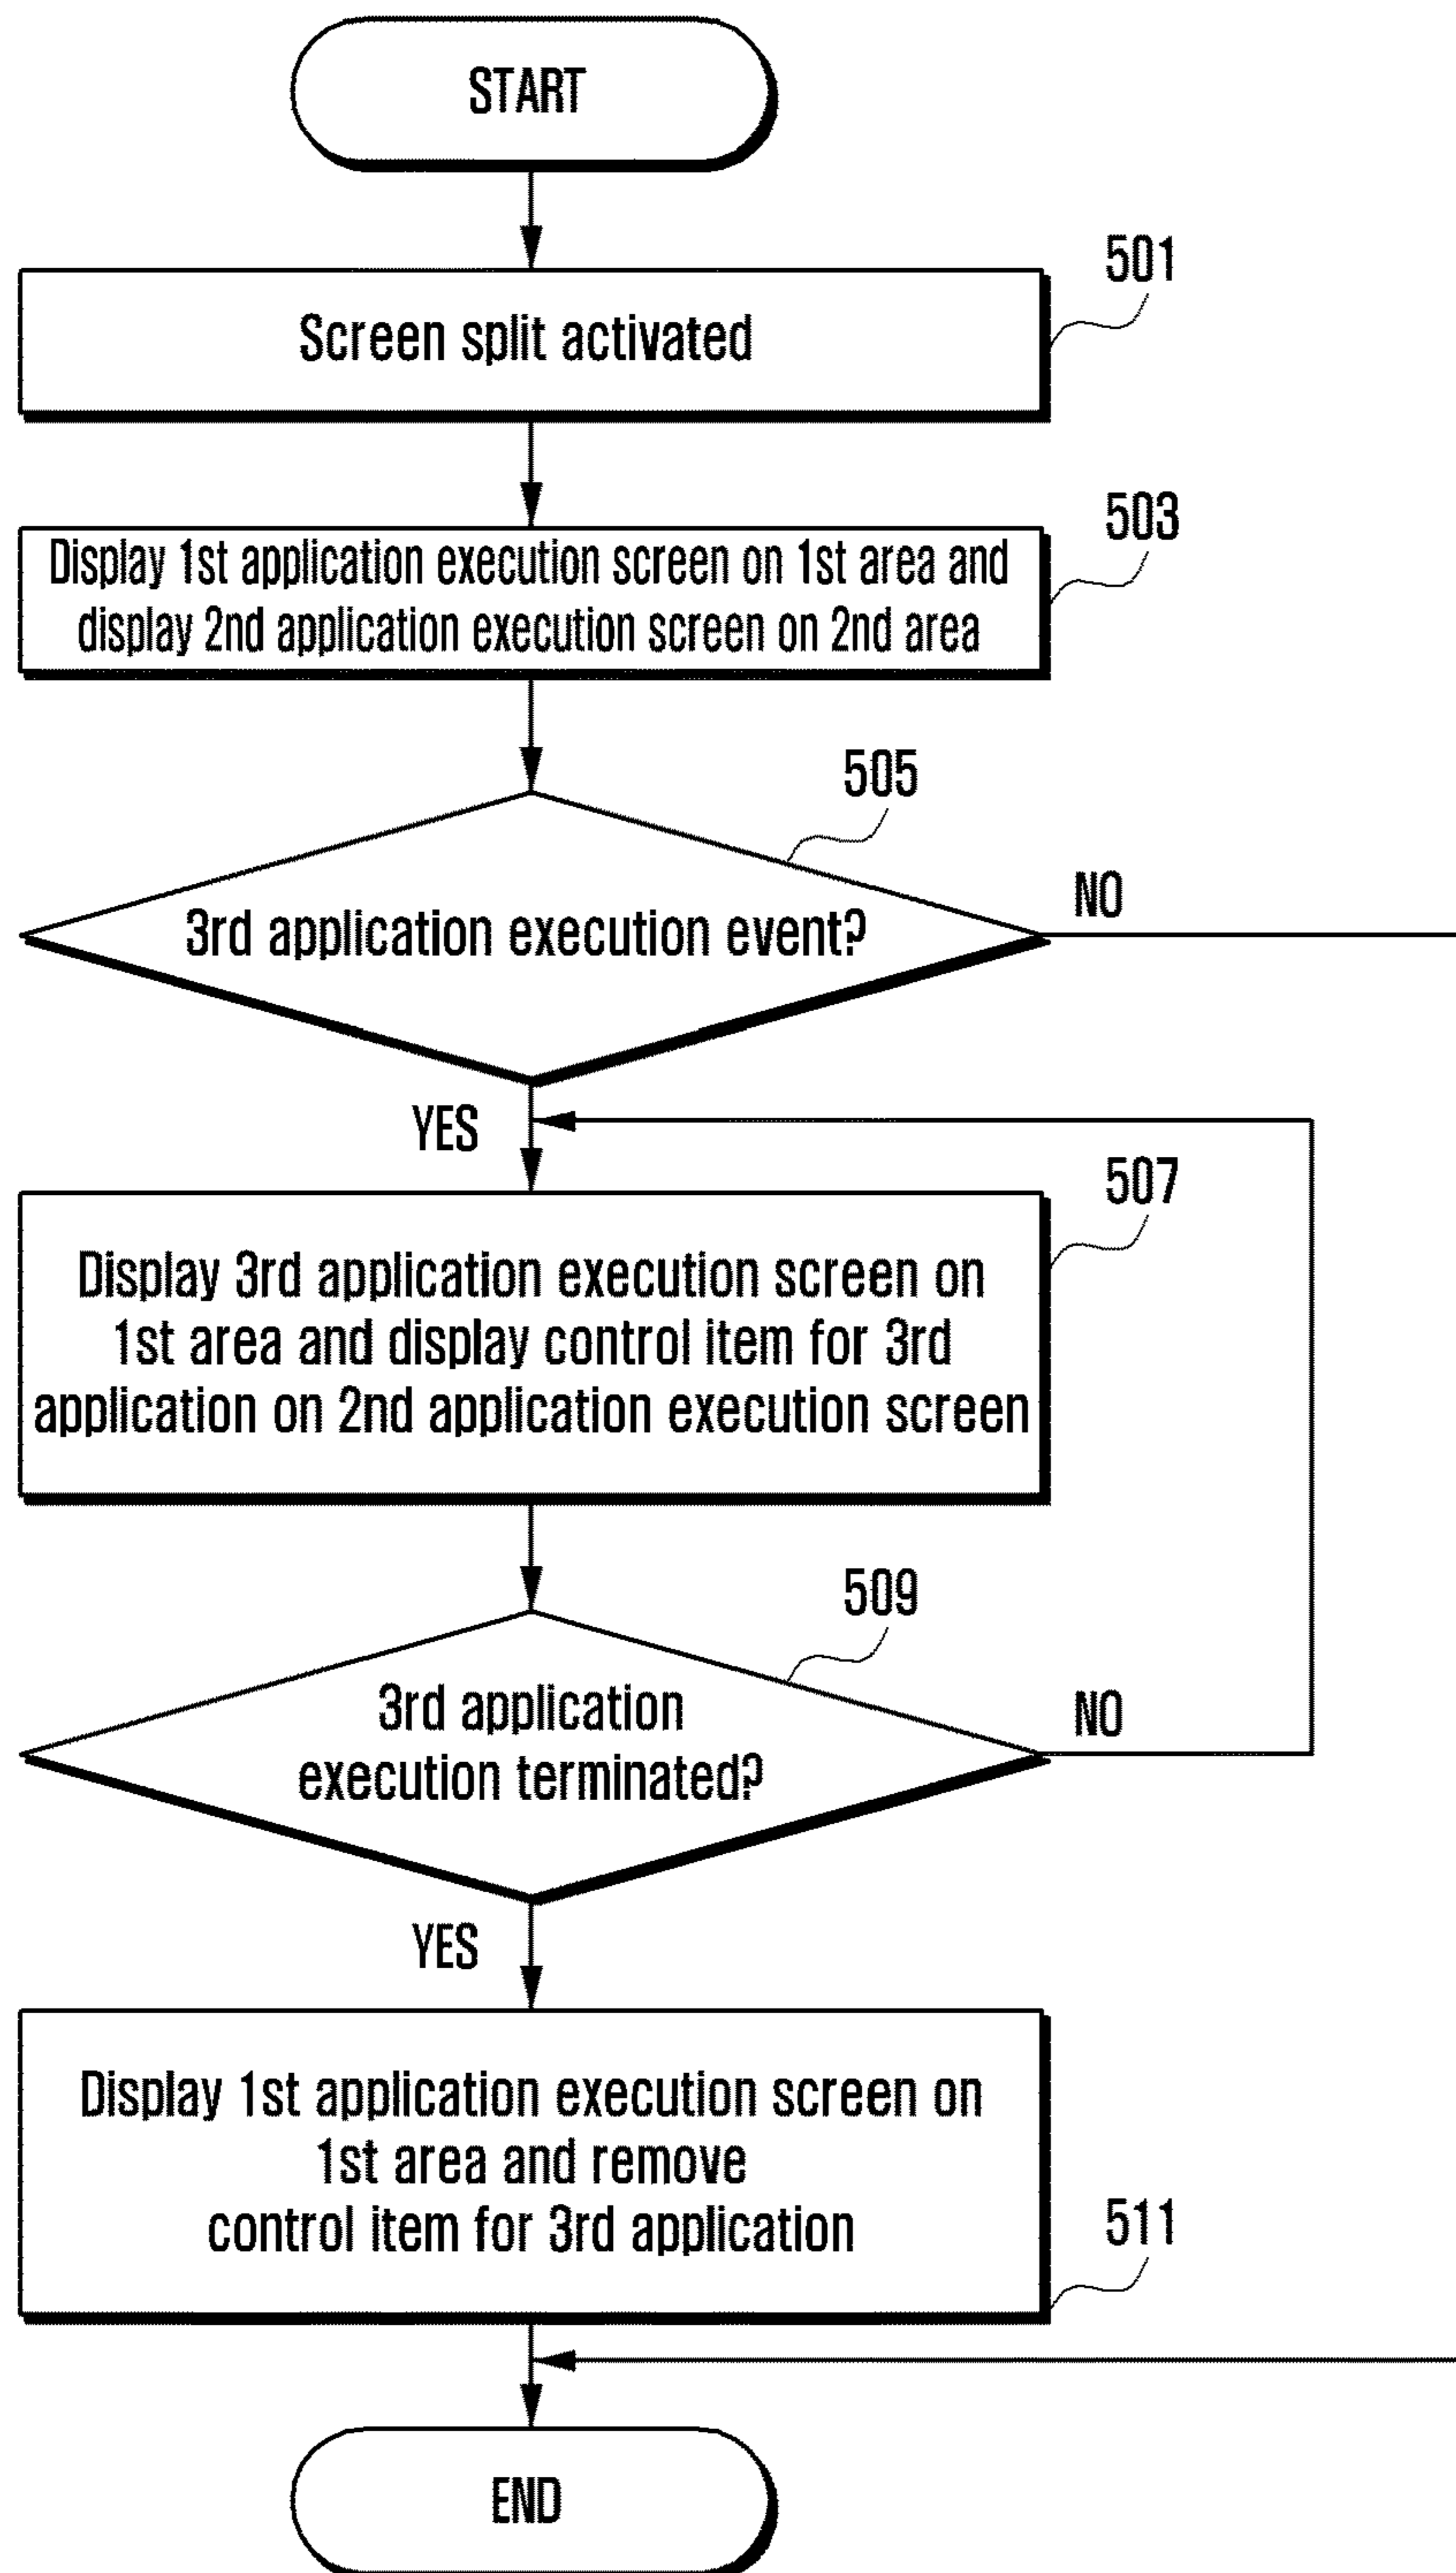 START
501
Screen split activated
503
Display 1st application execution screen on 1st area and
display 2nd application execution screen on 2nd area
505
3rd application execution event?
NO
YES
507
Display 3rd application execution screen on
1st area and display control item for 3rd
application on 2nd application execution screen
509
3rd application
execution terminated?
NO
YES
Display 1st application execution screen on
1st area and remove
control item for 3rd application
511
END